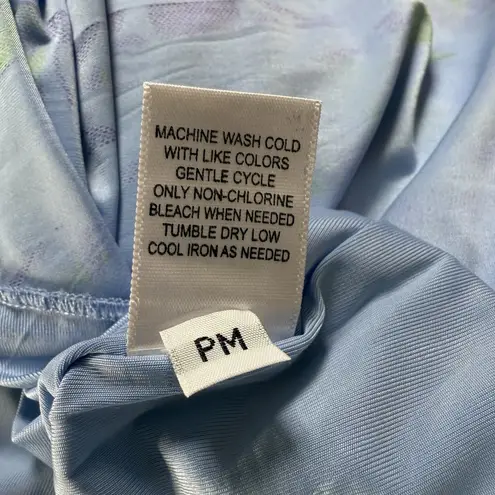 MACHINE WASH COLD
WITH LIKE COLORS
GENTLE CYCLE
ONLY NON-CHLORINE
BLEACH WHEN NEEDED
TUMBLE DRY LOW
COOL IRON AS NEEDED
PM